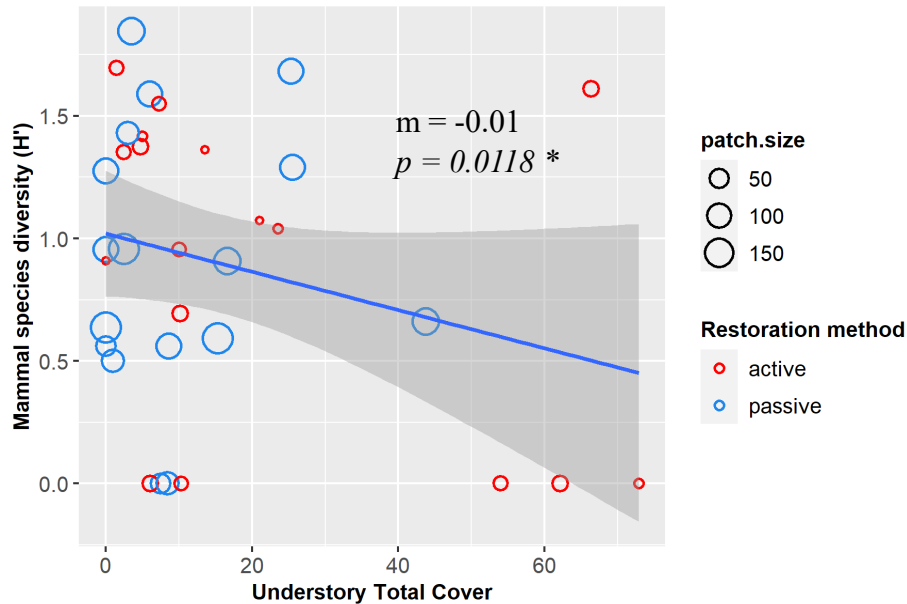 Mammal species diversity (H')
1.5
1.0
0.5
0.0
m = -0.01
p = 0.0118 *
0
20
40
60
Understory Total Cover
patch.size
50
100
150
Restoration method
active
passive